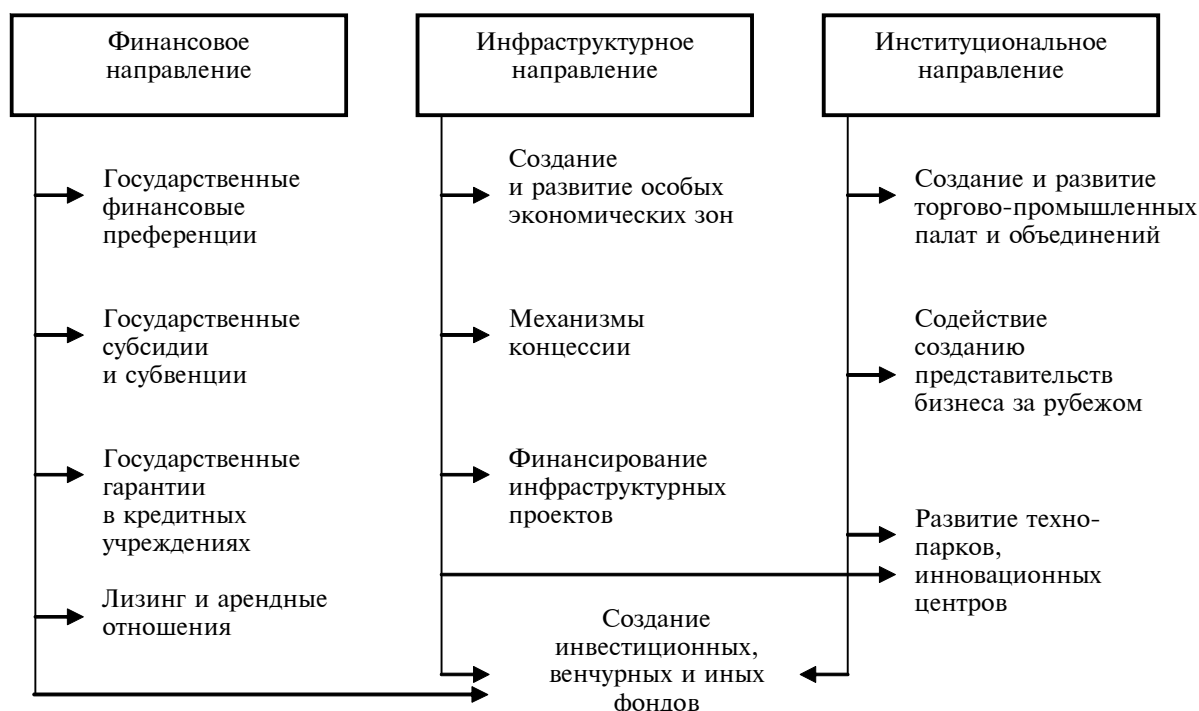 Финансовое
направление
Инфраструктурное
направление
Институциональное
направление
Государственные
финансовые
преференции
Создание
и развитие особых
экономических зон
Создание и развитие
торгово-промышленных
палат и объединений
Государственные
субсидии
и субвенции
Механизмы
концессии
Содействие
созданию
представительств
бизнеса за рубежом
Государственные
гарантии
в кредитных
учреждениях
Финансирование
инфраструктурных
проектов
Развитие техно-
парков,
инновационных
центров
Лизинг и арендные
отношения
Создание
инвестиционных,
венчурных и иных
фондов